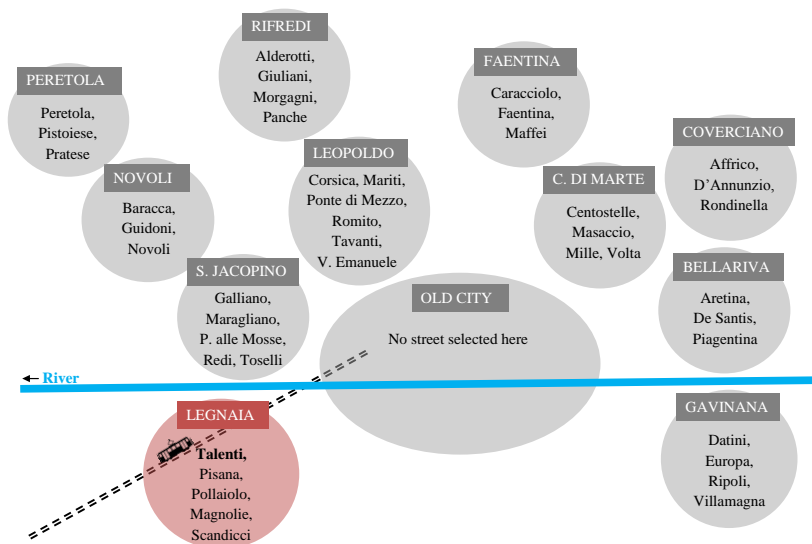 RIFREDI
Alderotti,
Giuliani,
Morgagni,
Panche
FAENTINA
Caracciolo,
Faentina,
Maffei
PERETOLA
Peretola,
Pistoiese,
Pratese
COVERCIANO
Affrico,
D'Annunzio,
Rondinella
LEOPOLDO
Corsica, Mariti,
Ponte di Mezzo,
Romito,
Tavanti,
V. Emanuele
NOVOLI
Baracca,
Guidoni,
Novoli
C. DI MARTE
Centostelle,
Masaccio,
Mille, Volta
S. JACOPINO
Galliano,
Maragliano,
P. alle Mosse,
Redi, Toselli
BELLARIVA
Aretina,
De Santis,
Piagentina
OLD CITY
No street selected here
← River
LEGNAIA
Talenti,
Pisana,
Pollaiolo,
Magnolie,
Scandicci
GAVINANA
Datini,
Europa,
Ripoli,
Villamagna